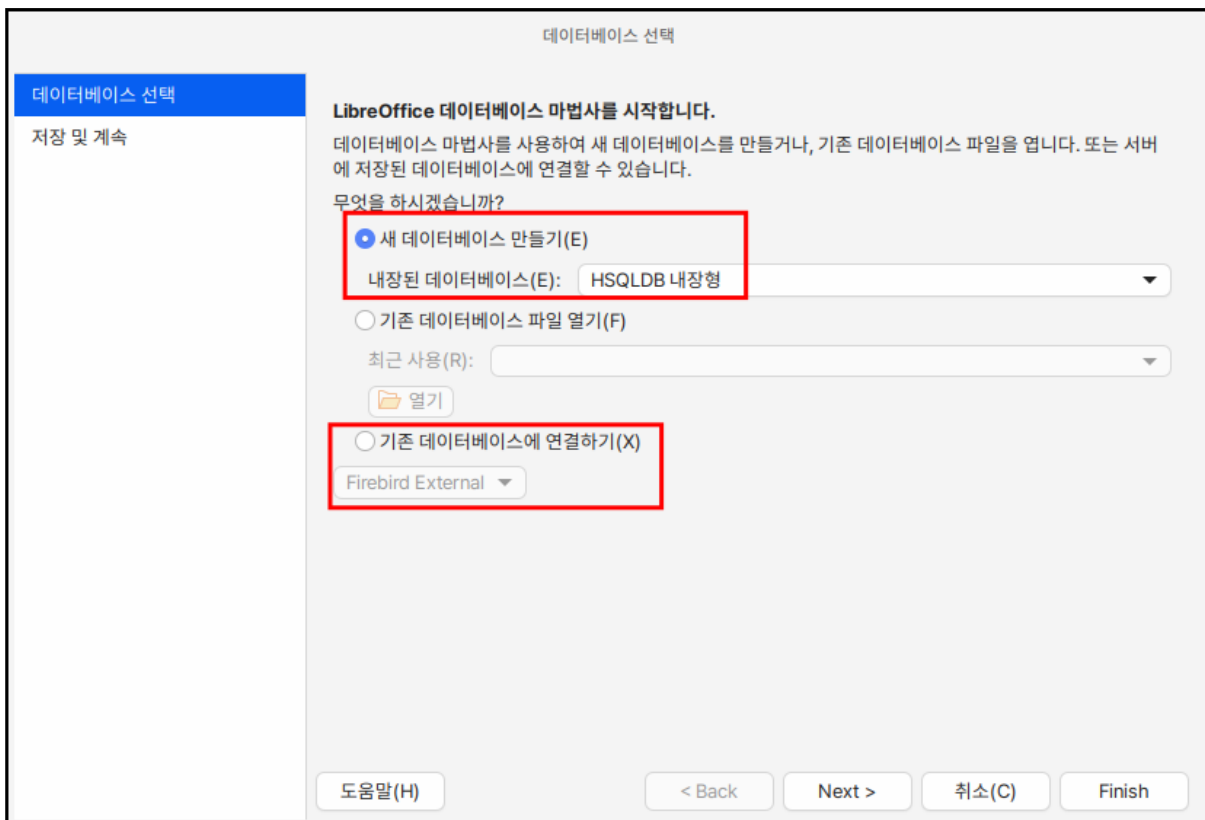 데이터베이스 선택
데이터베이스 선택
저장 및 계속
LibreOffice 데이터베이스 마법사를 시작합니다.
데이터베이스 마법사를 사용하여 새 데이터베이스를 만들거나, 기존 데이터베이스 파일을 엽니다. 또는 서버
에 저장된 데이터베이스에 연결할 수 있습니다.
무엇을 하시겠습니까?
새 데이터베이스 만들기(E)
내장된 데이터베이스(E): HSQLDB 내장형
기존 데이터베이스 파일 열기(F)
최근 사용(R):
열기
기존 데이터베이스에 연결하기(X)
Firebird External
도움말(H) < Back Next > 취소(C) Finish